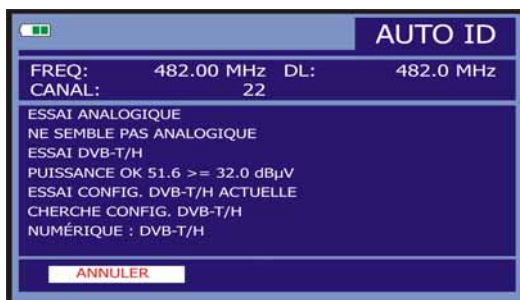 AUTO ID
FREQ: 482.00 MHz DL: 482.0 MHz
CANAL: 22
ESSAI ANALOGIQUE
NE SEMBLE PAS ANALOGIQUE
ESSAI DVB-T/H
PUISSANCE OK 51.6 >= 32.0 dBµV
ESSAI CONFIG. DVB-T/H ACTUELLE
CHERCHE CONFIG. DVB-T/H
NUMÉRIQUE : DVB-T/H
ANNULER